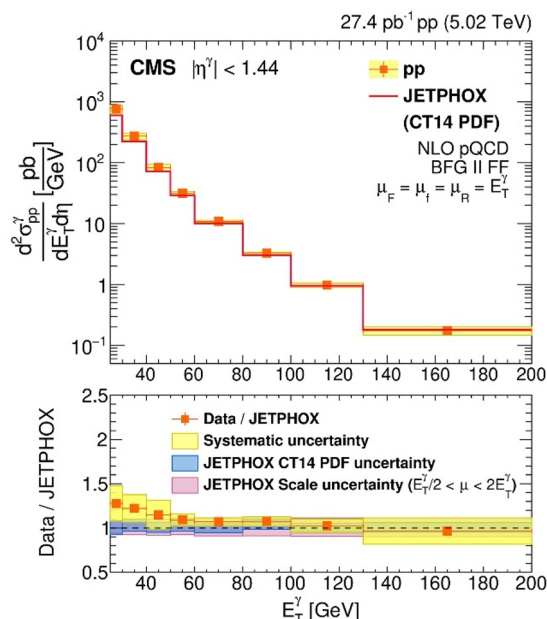 27.4 pb⁻¹ pp (5.02 TeV)
CMS |η^γ| < 1.44
pp
JETPHOX
(CT14 PDF)
NLO pQCD
BFG II FF
μ_F = μ_f = μ_R = E_T^γ
d²σ_pp^γ / dE_T^γ dη [pb/GeV]
10⁴
10³
10²
10
1
10⁻¹
40 60 80 100 120 140 160 180 200
Data / JETPHOX
2.5
2
1.5
1
0.5
Data / JETPHOX
Systematic uncertainty
JETPHOX CT14 PDF uncertainty
JETPHOX Scale uncertainty (E_T^γ/2 < μ < 2E_T^γ)
40 60 80 100 120 140 160 180 200
E_T^γ [GeV]